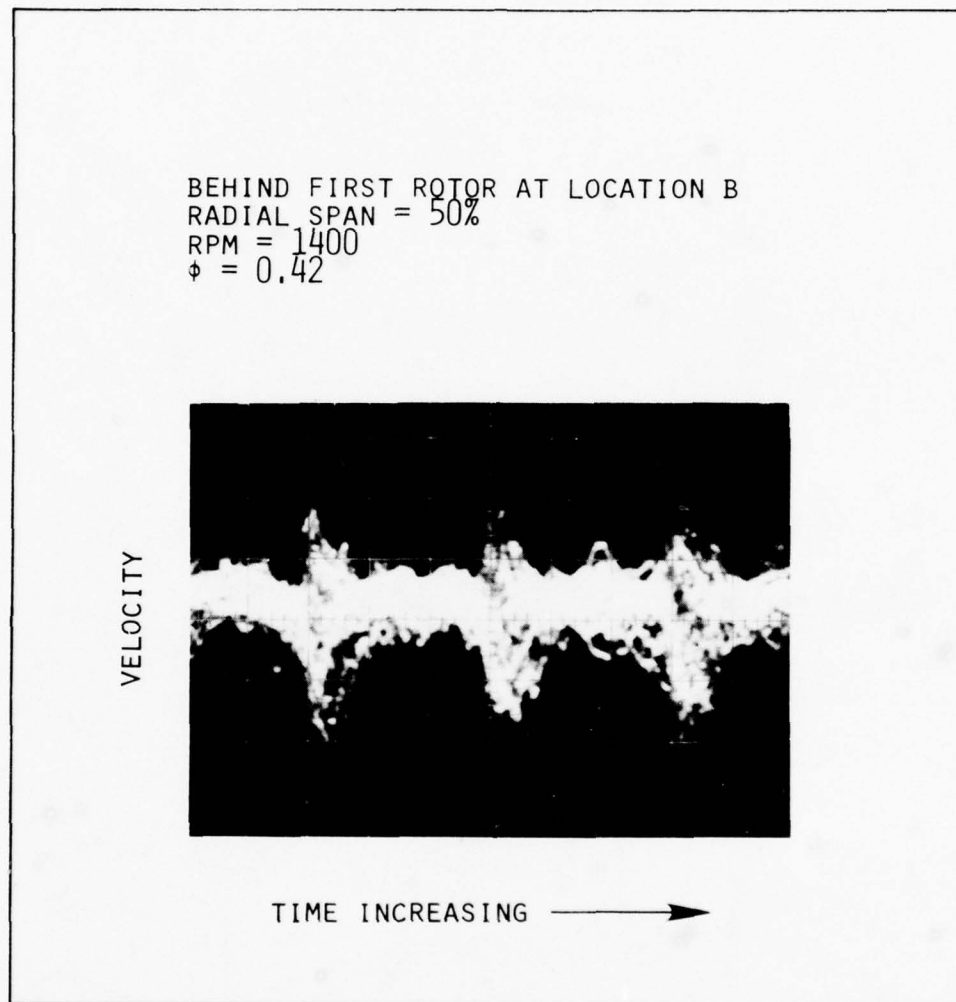 BEHIND FIRST ROTOR AT LOCATION B
RADIAL SPAN = 50%
RPM = 1400
φ = 0.42
VELOCITY
TIME INCREASING